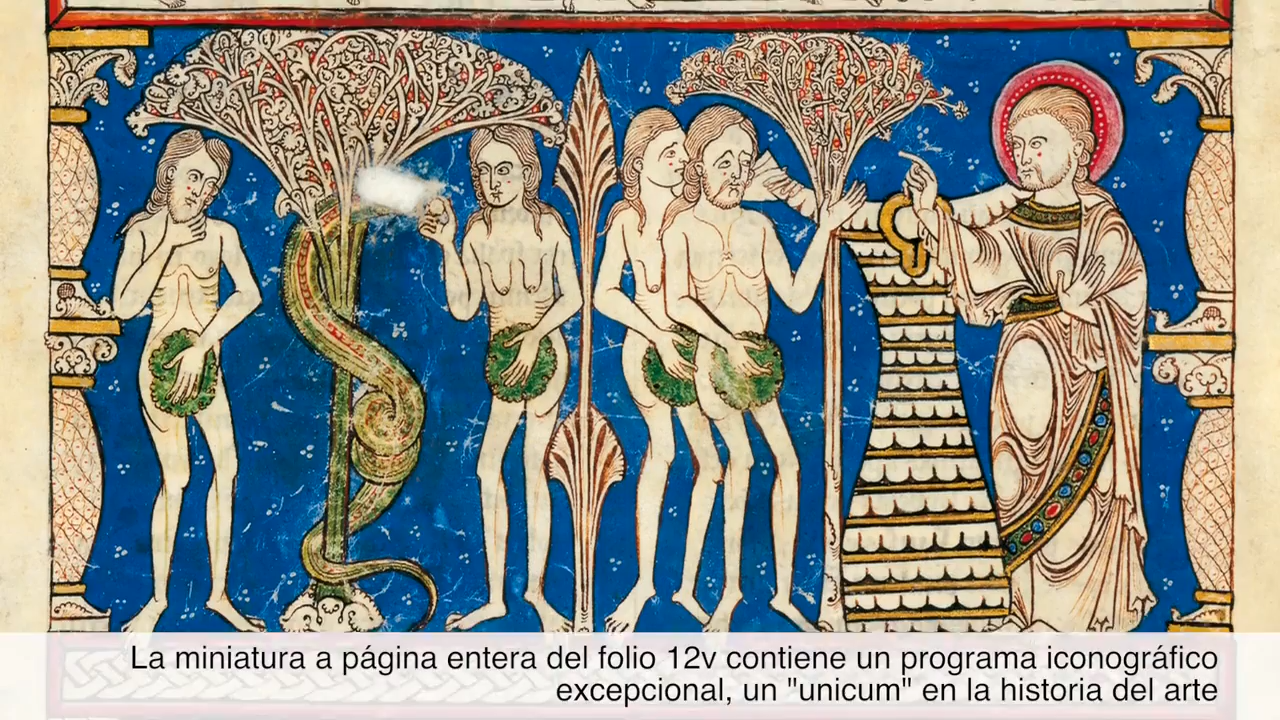 La miniatura a página entera del folio 12v contiene un programa iconográfico
excepcional, un "unicum" en la historia del arte